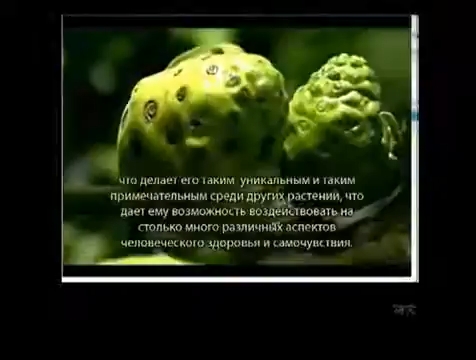 что делает его таким уникальным и таким
примечательным среди других растений, что
дает ему возможность воздействовать на
столько много различных аспектов
человеческого здоровья и самочувствия.